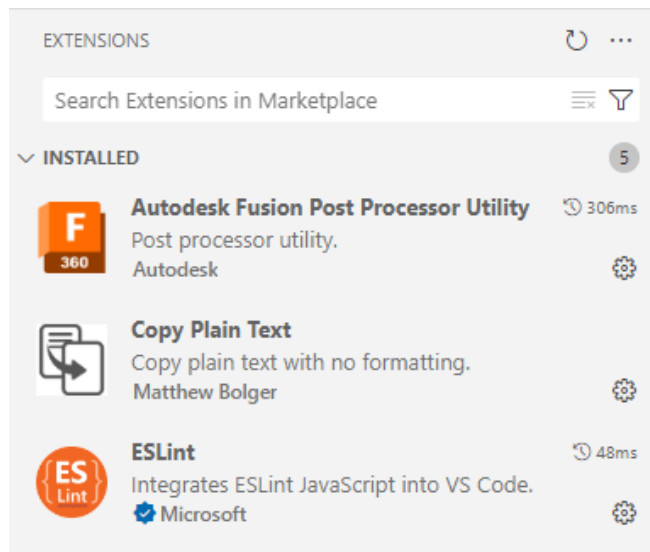 EXTENSIONS
Search Extensions in Marketplace
INSTALLED 5
F
360
Autodesk Fusion Post Processor Utility 306ms
Post processor utility.
Autodesk
Copy Plain Text
Copy plain text with no formatting.
Matthew Bolger
{ES
Lint}
ESLint 48ms
Integrates ESLint JavaScript into VS Code.
Microsoft